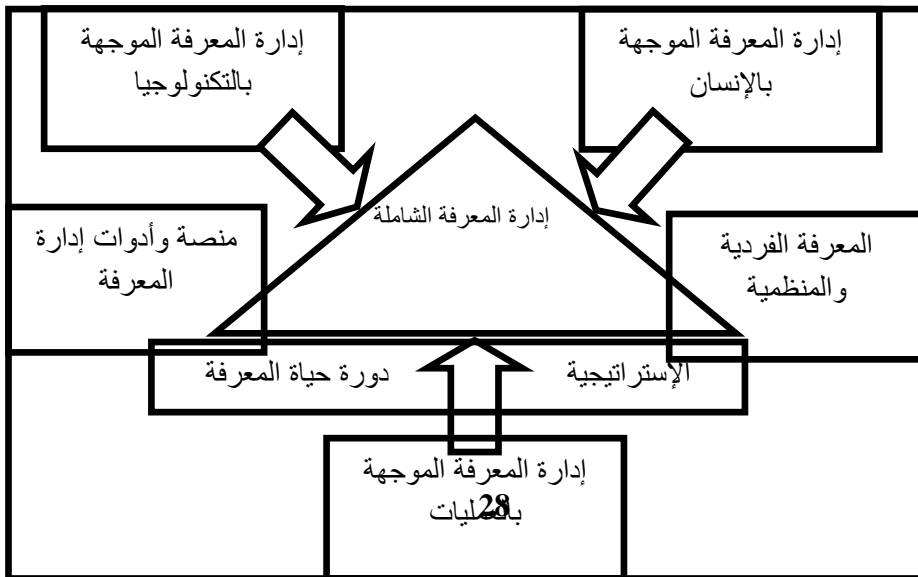 إدارة المعرفة الموجهة
بالإنسان
إدارة المعرفة الموجهة
بالتكنولوجيا
إدارة المعرفة الشاملة
المعرفة الفردية
والمنظمية
منصة وأدوات إدارة
المعرفة
الإستراتيجية
دورة حياة المعرفة
إدارة المعرفة الموجهة
بالعمليات
28